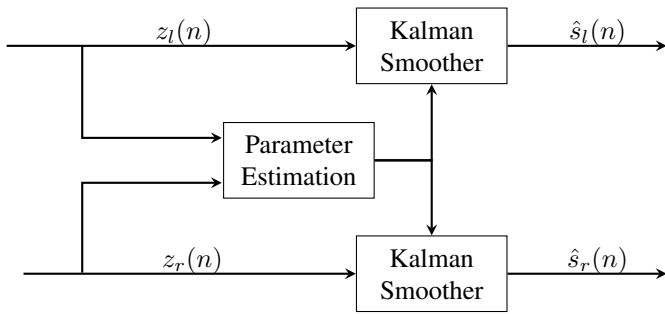 z_l(n)
Kalman
Smoother
ŝ_l(n)
Parameter
Estimation
z_r(n)
Kalman
Smoother
ŝ_r(n)